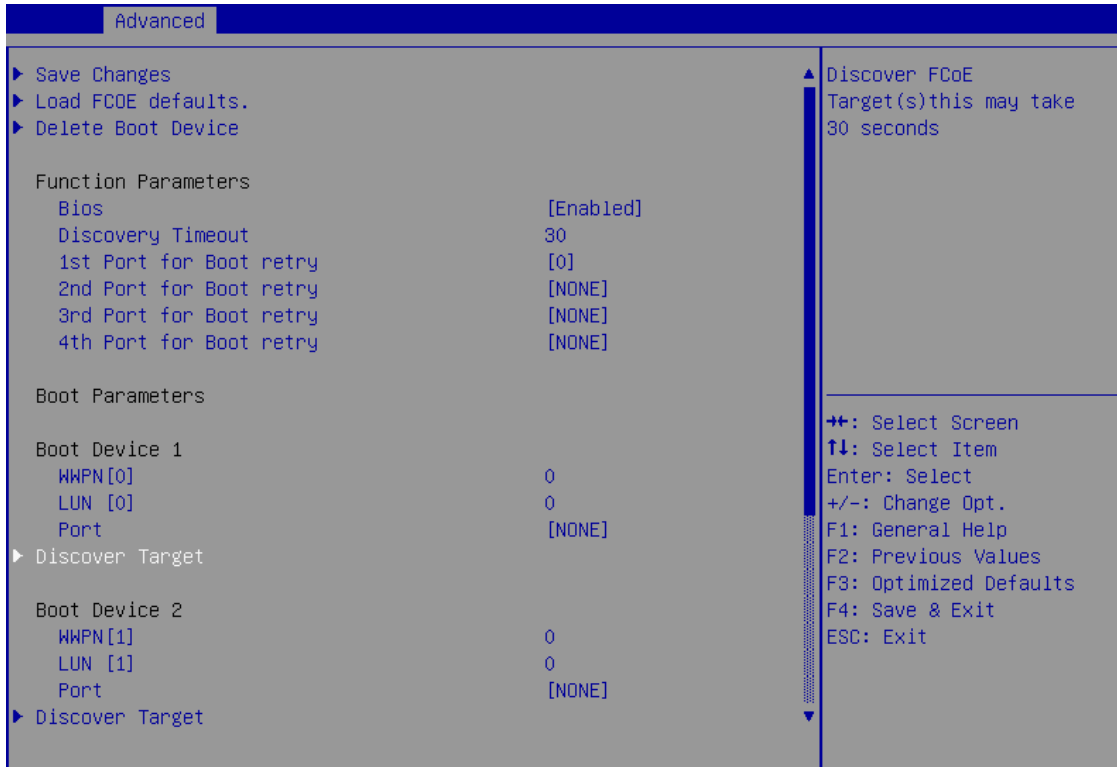 Advanced
▶ Save Changes
▶ Load FCOE defaults.
▶ Delete Boot Device
Function Parameters
Bios [Enabled]
Discovery Timeout 30
1st Port for Boot retry [0]
2nd Port for Boot retry [NONE]
3rd Port for Boot retry [NONE]
4th Port for Boot retry [NONE]
Boot Parameters
Boot Device 1
WWPN[0] 0
LUN [0] 0
Port [NONE]
▶ Discover Target
Boot Device 2
WWPN[1] 0
LUN [1] 0
Port [NONE]
▶ Discover Target
Discover FCoE
Target(s)this may take
30 seconds
→←: Select Screen
↑↓: Select Item
Enter: Select
+/-: Change Opt.
F1: General Help
F2: Previous Values
F3: Optimized Defaults
F4: Save & Exit
ESC: Exit